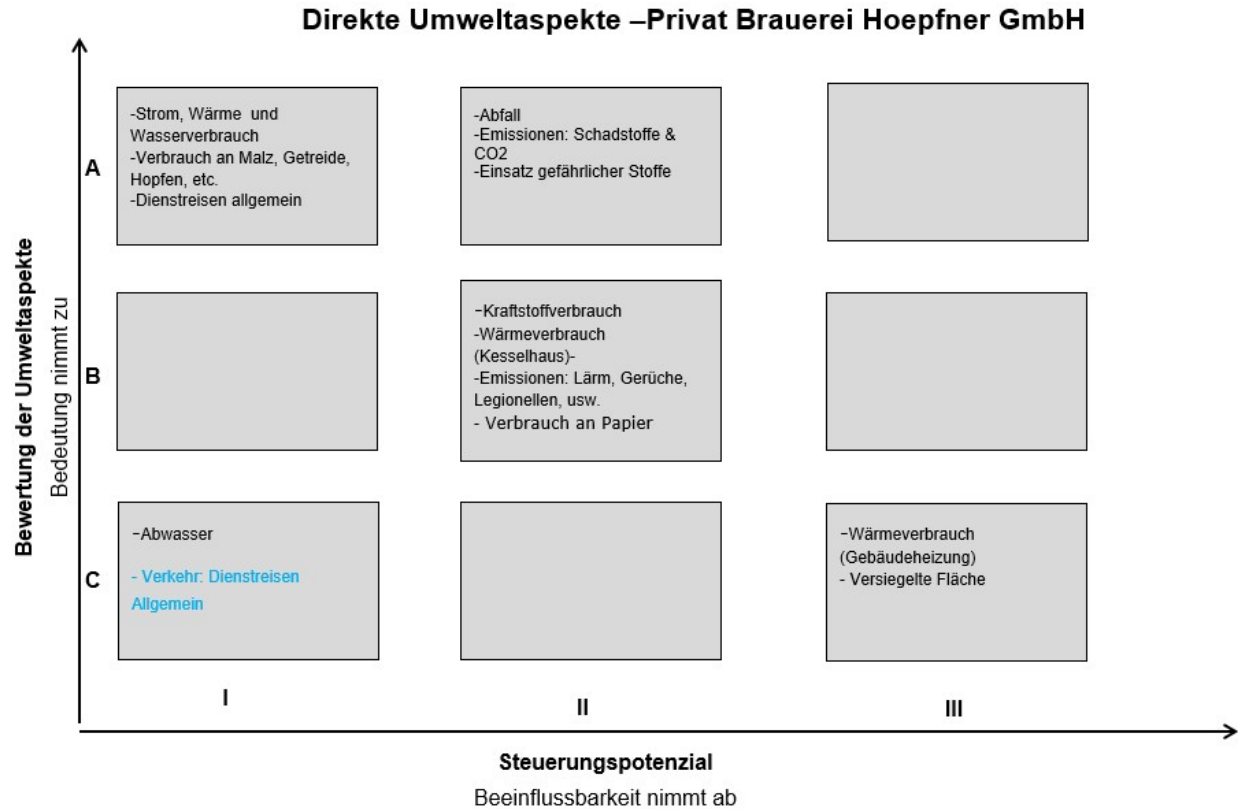 Direkte Umweltaspekte –Privat Brauerei Hoepfner GmbH
Bewertung der Umweltaspekte
Bedeutung nimmt zu
A
-Strom, Wärme und
Wasserverbrauch
-Verbrauch an Malz, Getreide,
Hopfen, etc.
-Dienstreisen allgemein
-Abfall
-Emissionen: Schadstoffe &
CO2
-Einsatz gefährlicher Stoffe
B
-Kraftstoffverbrauch
-Wärmeverbrauch
(Kesselhaus)-
-Emissionen: Lärm, Gerüche,
Legionellen, usw.
- Verbrauch an Papier
C
-Abwasser
- Verkehr: Dienstreisen
Allgemein
-Wärmeverbrauch
(Gebäudeheizung)
- Versiegelte Fläche
I
II
III
Steuerungspotenzial
Beeinflussbarkeit nimmt ab